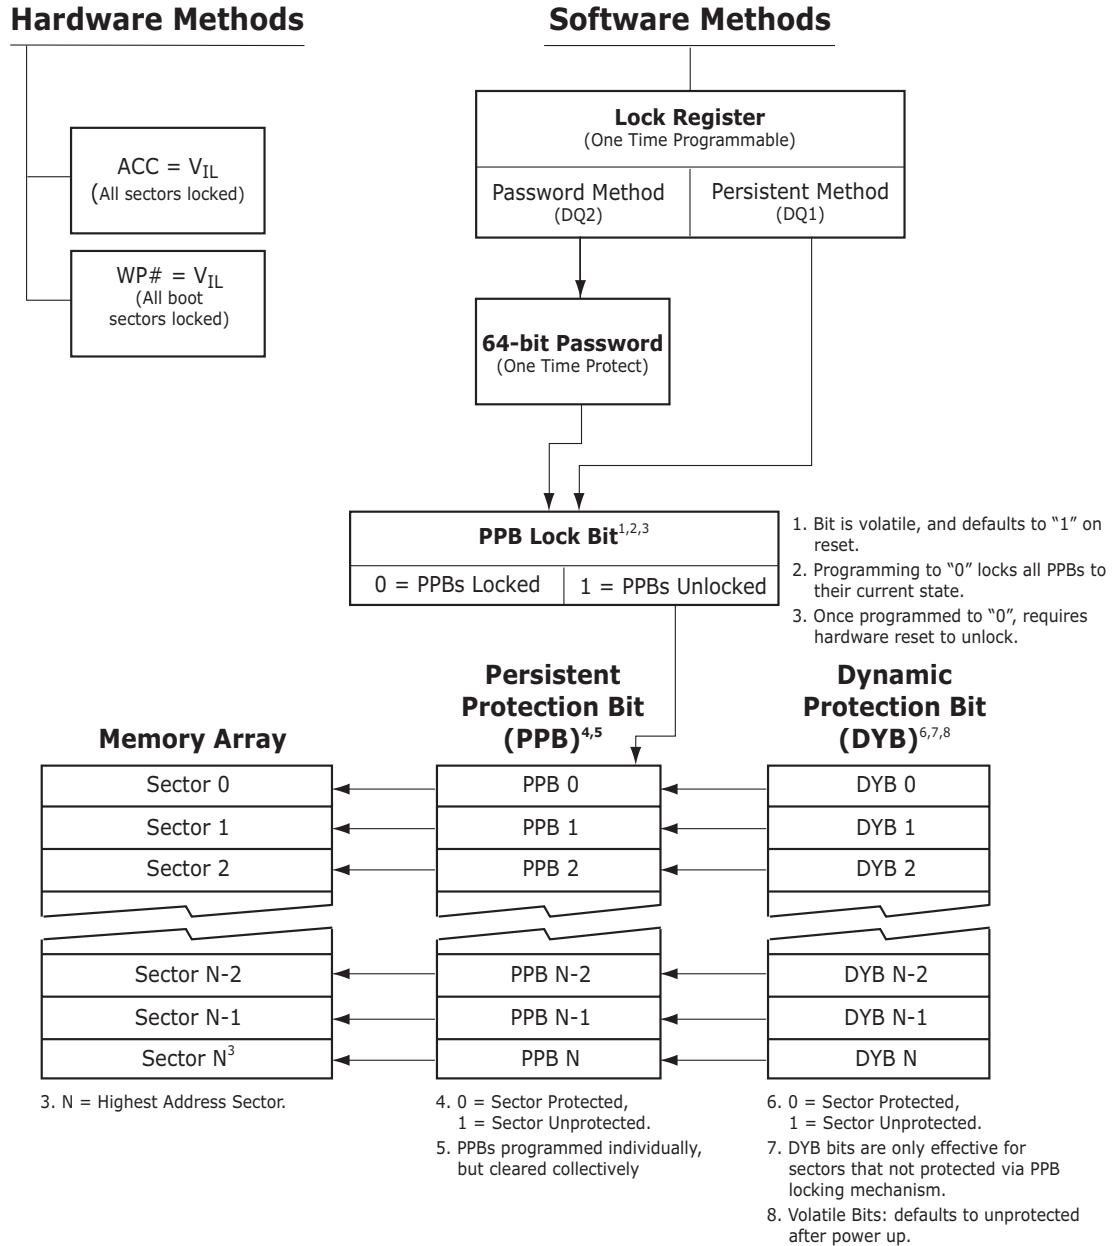 Hardware Methods
Software Methods
ACC = VIL
(All sectors locked)
WP# = VIL
(All boot
sectors locked)
Lock Register
(One Time Programmable)
Password Method
(DQ2)
Persistent Method
(DQ1)
64-bit Password
(One Time Protect)
PPB Lock Bit1,2,3
0 = PPBs Locked
1 = PPBs Unlocked
1. Bit is volatile, and defaults to “1” on
reset.
2. Programming to “0” locks all PPBs to
their current state.
3. Once programmed to “0”, requires
hardware reset to unlock.
Memory Array
Persistent
Protection Bit
(PPB)4,5
Dynamic
Protection Bit
(DYB)6,7,8
Sector 0
PPB 0
DYB 0
Sector 1
PPB 1
DYB 1
Sector 2
PPB 2
DYB 2
Sector N-2
PPB N-2
DYB N-2
Sector N-1
PPB N-1
DYB N-1
Sector N3
PPB N
DYB N
3. N = Highest Address Sector.
4. 0 = Sector Protected,
1 = Sector Unprotected.
5. PPBs programmed individually,
but cleared collectively
6. 0 = Sector Protected,
1 = Sector Unprotected.
7. DYB bits are only effective for
sectors that not protected via PPB
locking mechanism.
8. Volatile Bits: defaults to unprotected
after power up.